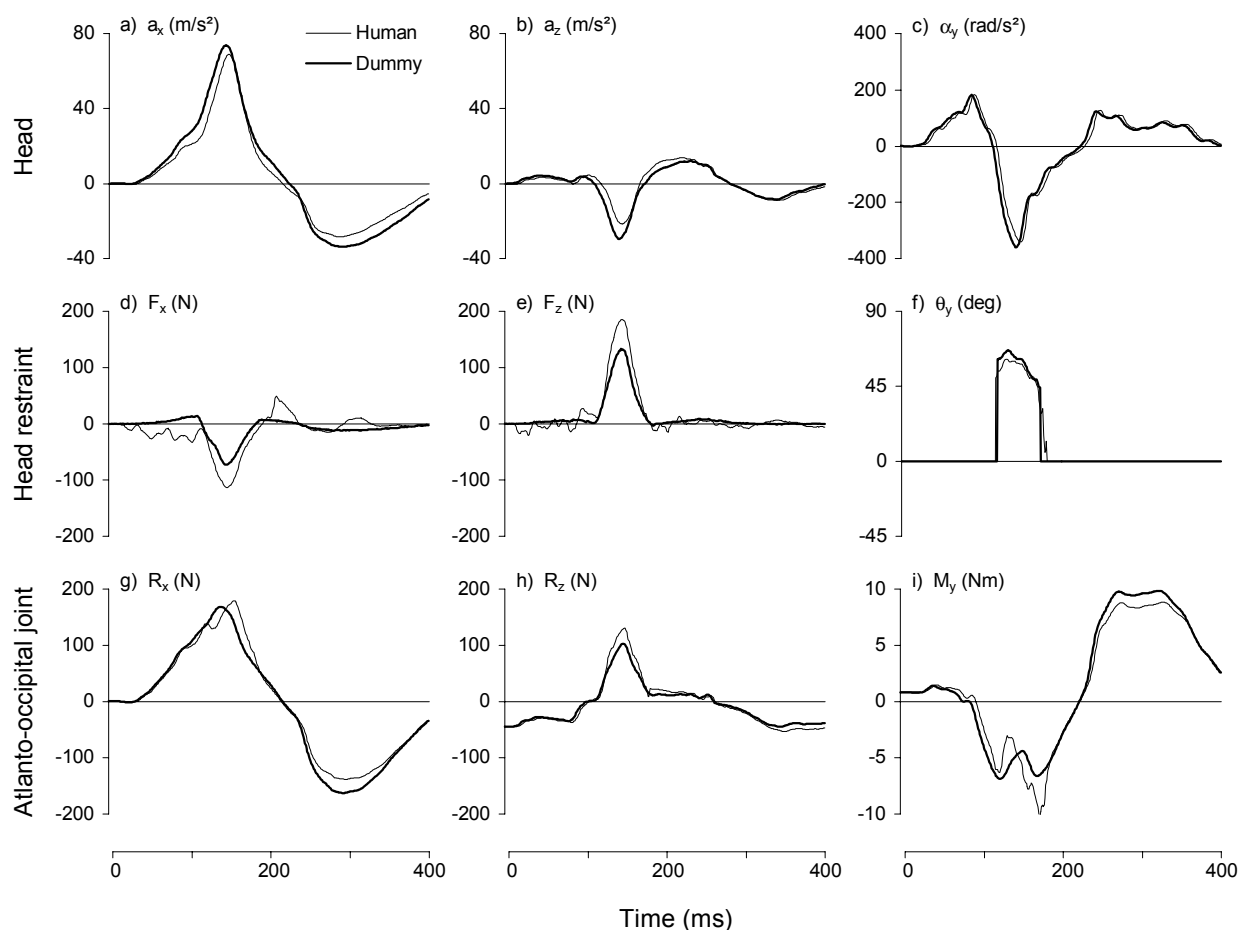 a) aₓ (m/s²)
Human
Dummy
80
40
0
-40
b) a_z (m/s²)
80
40
0
-40
c) α_y (rad/s²)
400
200
0
-200
-400
Head
d) Fₓ (N)
200
100
0
-100
-200
e) F_z (N)
200
100
0
-100
-200
f) θ_y (deg)
90
45
0
-45
Head restraint
g) Rₓ (N)
200
100
0
-100
-200
h) R_z (N)
200
100
0
-100
-200
i) M_y (Nm)
10
5
0
-5
-10
Atlanto-occipital joint
0 200 400
0 200 400
0 200 400
Time (ms)